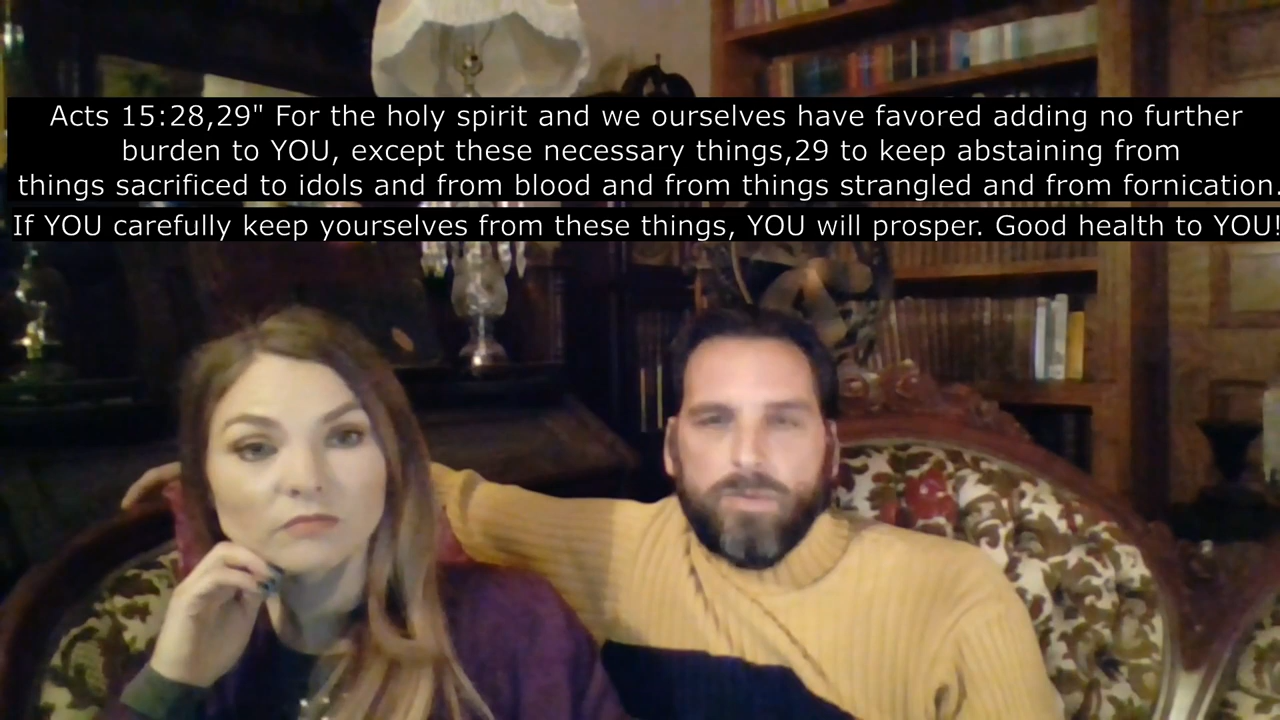 Acts 15:28,29" For the holy spirit and we ourselves have favored adding no further
burden to YOU, except these necessary things,29 to keep abstaining from
things sacrificed to idols and from blood and from things strangled and from fornication.
If YOU carefully keep yourselves from these things, YOU will prosper. Good health to YOU!